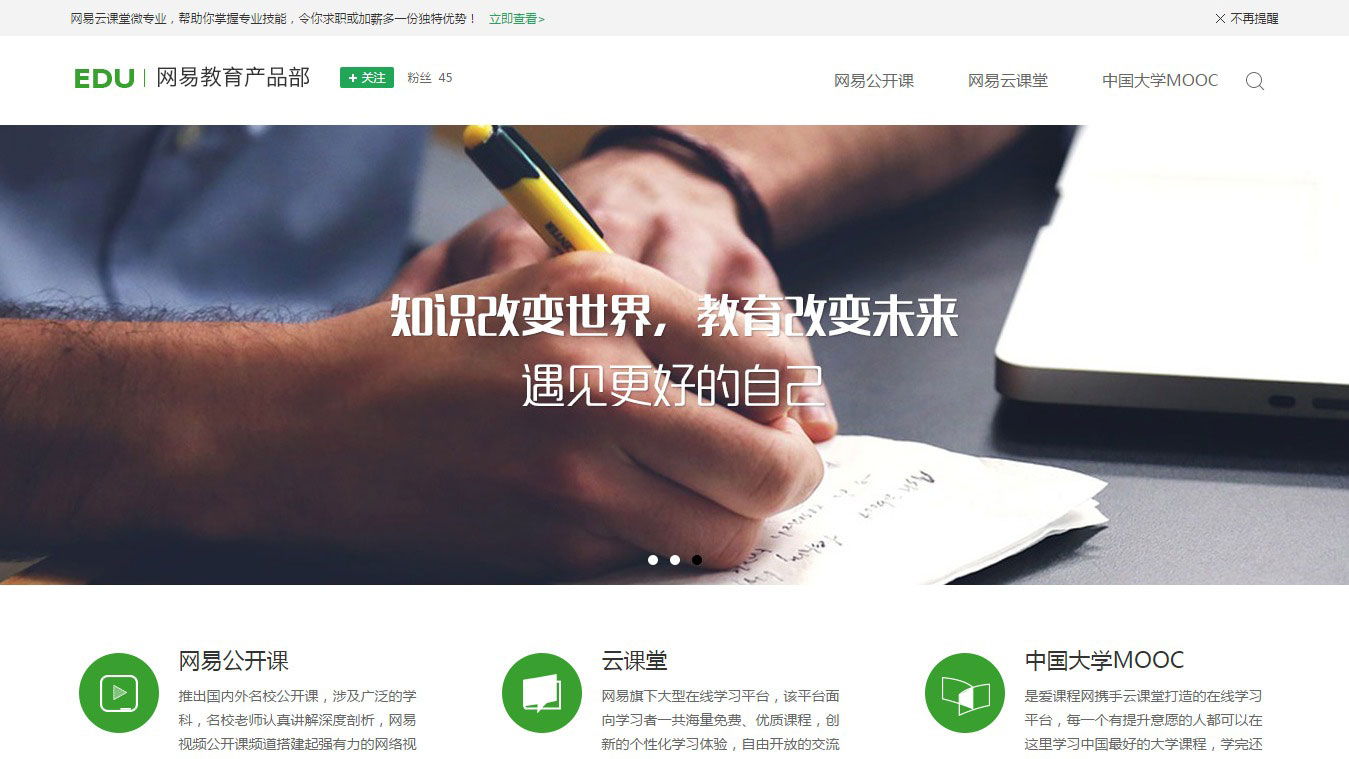 网易云课堂微专业，帮助你掌握专业技能，令你求职或加薪多一份独特优势！ 立即查看>
× 不再提醒
EDU 网易教育产品部
+ 关注
粉丝 45
网易公开课
网易云课堂
中国大学MOOC
知识改变世界，教育改变未来
遇见更好的自己
网易公开课
推出国内外名校公开课，涉及广泛的学
科，名校老师认真讲解深度剖析，网易
视频公开课频道搭建起强有力的网络视
云课堂
网易旗下大型在线学习平台，该平台面
向学习者一共海量免费、优质课程，创
新的个性化学习体验，自由开放的交流
中国大学MOOC
是爱课程网携手云课堂打造的在线学习
平台，每一个有提升意愿的人都可以在
这里学习中国最好的大学课程，学完还